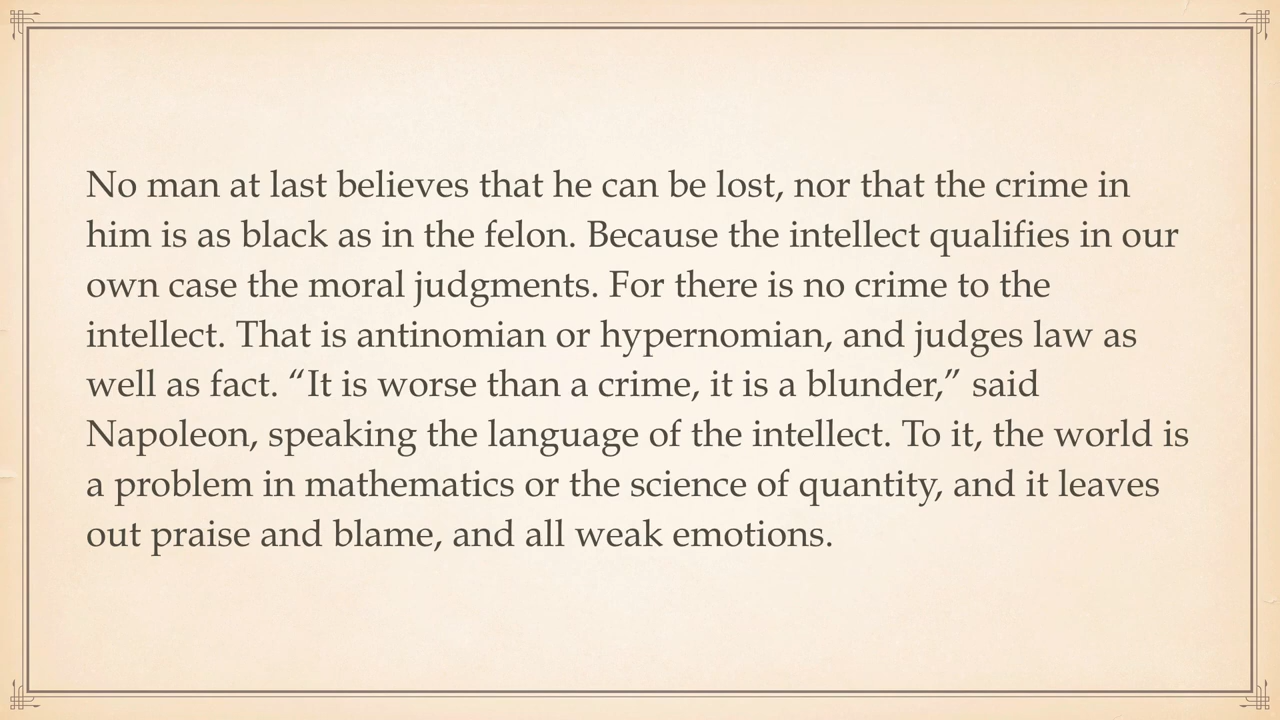 No man at last believes that he can be lost, nor that the crime in
him is as black as in the felon. Because the intellect qualifies in our
own case the moral judgments. For there is no crime to the
intellect. That is antinomian or hypernomian, and judges law as
well as fact. “It is worse than a crime, it is a blunder,” said
Napoleon, speaking the language of the intellect. To it, the world is
a problem in mathematics or the science of quantity, and it leaves
out praise and blame, and all weak emotions.